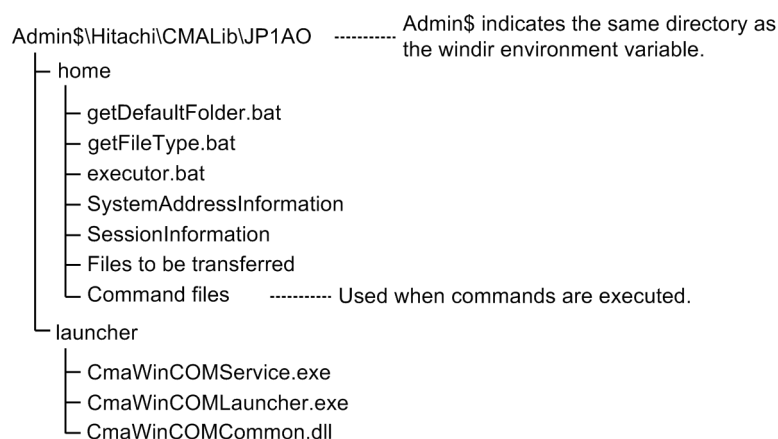 Admin$\Hitachi\CMALib\JP1AO
Admin$ indicates the same directory as
the windir environment variable.
home
getDefaultFolder.bat
getFileType.bat
executor.bat
SystemAddressInformation
SessionInformation
Files to be transferred
Command files
Used when commands are executed.
launcher
CmaWinCOMService.exe
CmaWinCOMLauncher.exe
CmaWinCOMCommon.dll